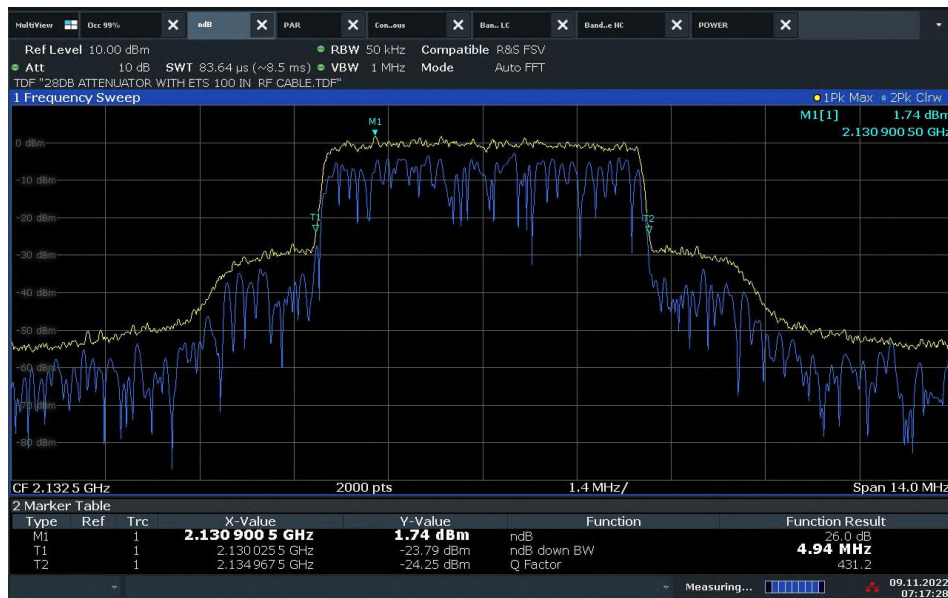 MultiView Occ 99% ✕ ndB ✕ PAR ✕ Con..ous ✕ Ban.. LC ✕ Band..e HC ✕ POWER ✕
Ref Level 10.00 dBm RBW 50 kHz Compatible R&S FSV
Att 10 dB SWT 83.64 µs (~8.5 ms) VBW 1 MHz Mode Auto FFT
TDF "28DB ATTENUATOR WITH ETS 100 IN RF CABLE.TDF"
1 Frequency Sweep 1Pk Max 2Pk Clrw
M1[1] 1.74 dBm
2.130 900 50 GHz
M1
0 dBm
-10 dBm
-20 dBm
T1 T2
-30 dBm
-40 dBm
-50 dBm
-60 dBm
-70 dBm
-80 dBm
CF 2.1325 GHz 2000 pts 1.4 MHz/ Span 14.0 MHz
2 Marker Table
Type Ref Trc X-Value Y-Value Function Function Result
M1 1 2.130 900 5 GHz 1.74 dBm ndB 26.0 dB
T1 1 2.130 025 5 GHz -23.79 dBm ndB down BW 4.94 MHz
T2 1 2.134 967 5 GHz -24.25 dBm Q Factor 431.2
Measuring... 09.11.2022
07:17:28